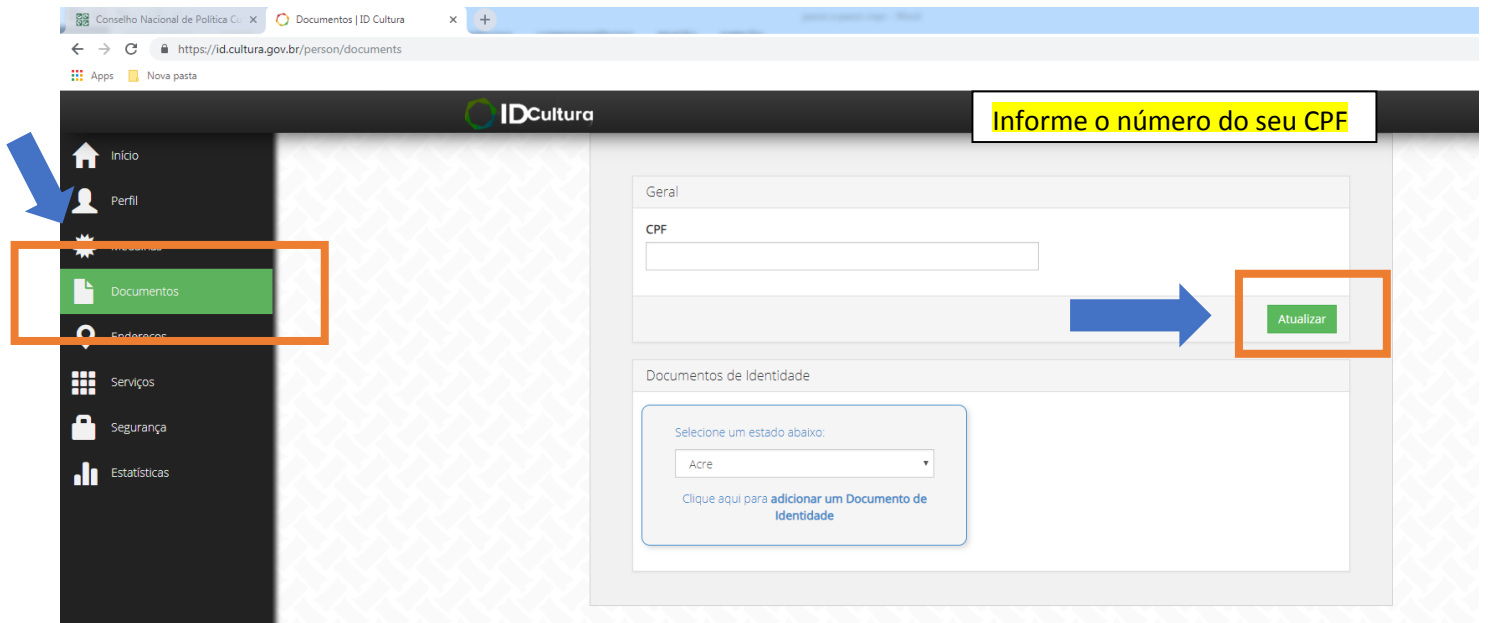 Conselho Nacional de Política Cu
Documentos | ID Cultura
https://id.cultura.gov.br/person/documents
Apps
Nova pasta
IDCultura
Informe o número do seu CPF
Início
Perfil
Documentos
Endereços
Serviços
Segurança
Estatísticas
Geral
CPF
Atualizar
Documentos de Identidade
Selecione um estado abaixo:
Acre
Clique aqui para adicionar um Documento de
Identidade